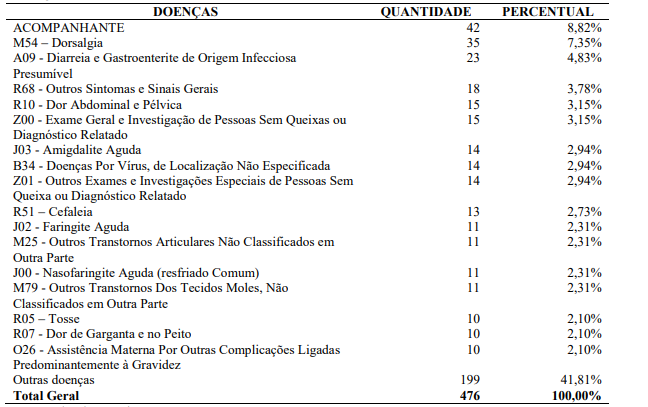 DOENÇAS QUANTIDADE PERCENTUAL
ACOMPANHANTE 42 8,82%
M54 – Dorsalgia 35 7,35%
A09 - Diarreia e Gastroenterite de Origem Infecciosa 23 4,83%
Presumível
R68 - Outros Sintomas e Sinais Gerais 18 3,78%
R10 - Dor Abdominal e Pélvica 15 3,15%
Z00 - Exame Geral e Investigação de Pessoas Sem Queixas ou 15 3,15%
Diagnóstico Relatado
J03 - Amigdalite Aguda 14 2,94%
B34 - Doenças Por Vírus, de Localização Não Especificada 14 2,94%
Z01 - Outros Exames e Investigações Especiais de Pessoas Sem 14 2,94%
Queixa ou Diagnóstico Relatado
R51 – Cefaleia 13 2,73%
J02 - Faringite Aguda 11 2,31%
M25 - Outros Transtornos Articulares Não Classificados em 11 2,31%
Outra Parte
J00 - Nasofaringite Aguda (resfriado Comum) 11 2,31%
M79 - Outros Transtornos Dos Tecidos Moles, Não 11 2,31%
Classificados em Outra Parte
R05 – Tosse 10 2,10%
R07 - Dor de Garganta e no Peito 10 2,10%
O26 - Assistência Materna Por Outras Complicações Ligadas 10 2,10%
Predominantemente à Gravidez
Outras doenças 199 41,81%
Total Geral 476 100,00%